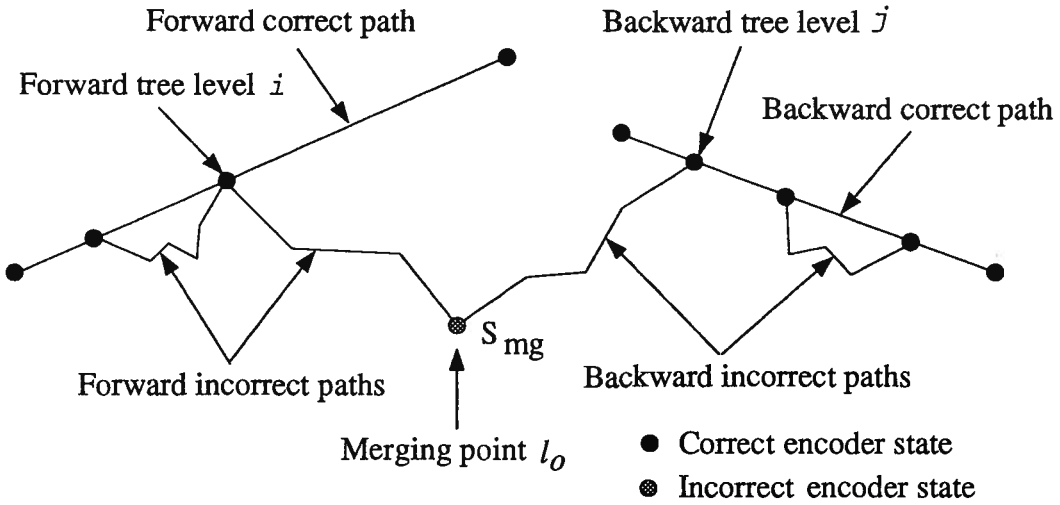 Forward correct path
Backward tree level j
Forward tree level i
Backward correct path
S mg
Forward incorrect paths
Backward incorrect paths
Merging point lo
Correct encoder state
Incorrect encoder state